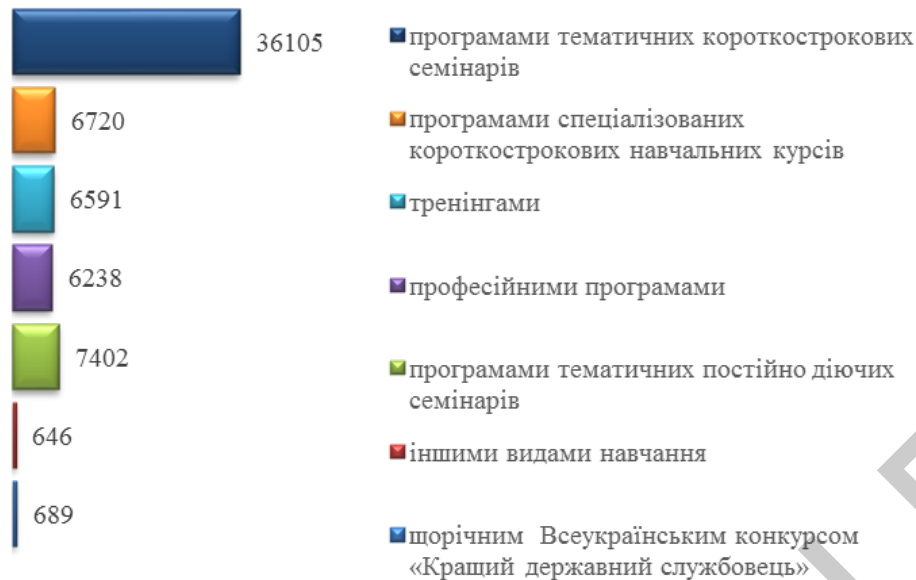 36105
програмами тематичних короткострокових
семінарів
6720
програмами спеціалізованих
короткострокових навчальних курсів
6591
тренінгами
6238
професійними програмами
7402
програмами тематичних постійно діючих
семінарів
646
іншими видами навчання
689
щорічним Всеукраїнським конкурсом
«Кращий державний службовець»